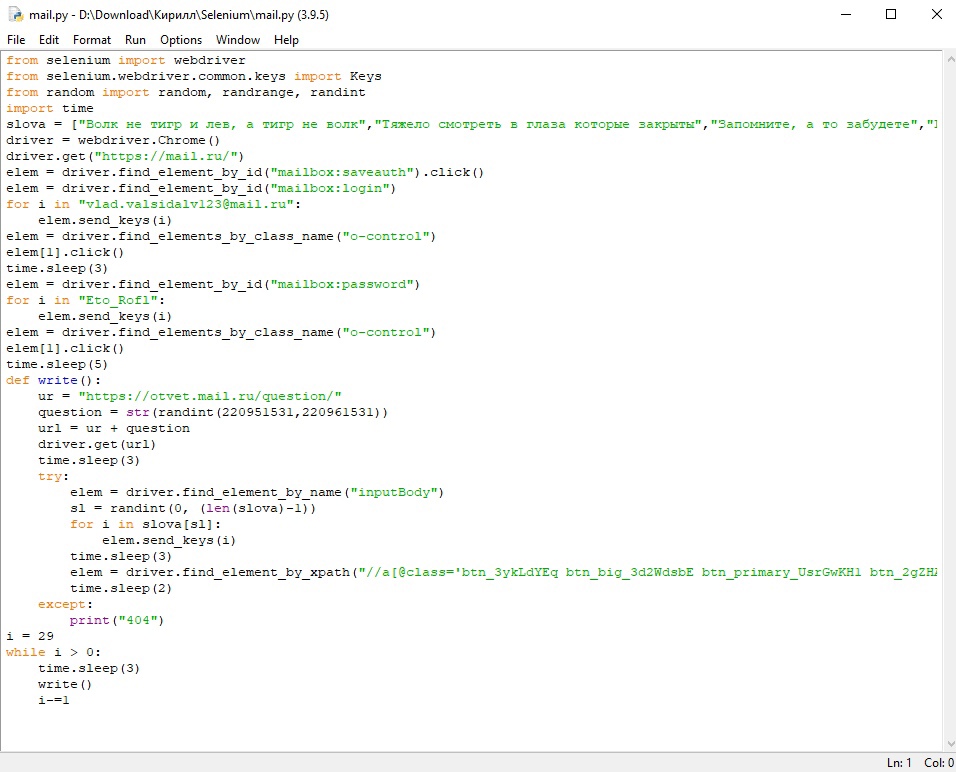 mail.py - D:\Download\Кирилл\Selenium\mail.py (3.9.5)
File Edit Format Run Options Window Help
from selenium import webdriver
from selenium.webdriver.common.keys import Keys
from random import random, randrange, randint
import time
slova = ["Волк не тигр и лев, а тигр не волк","Тяжело смотреть в глаза которые закрыты","Запомните, а то забудете","
driver = webdriver.Chrome()
driver.get("https://mail.ru/")
elem = driver.find_element_by_id("mailbox:saveauth").click()
elem = driver.find_element_by_id("mailbox:login")
for i in "vlad.valsidalv123@mail.ru":
    elem.send_keys(i)
elem = driver.find_elements_by_class_name("o-control")
elem[1].click()
time.sleep(3)
elem = driver.find_element_by_id("mailbox:password")
for i in "Eto_Rofl":
    elem.send_keys(i)
elem = driver.find_elements_by_class_name("o-control")
elem[1].click()
time.sleep(5)
def write():
    ur = "https://otvet.mail.ru/question/"
    question = str(randint(220951531,220961531))
    url = ur + question
    driver.get(url)
    time.sleep(3)
    try:
        elem = driver.find_element_by_name("inputBody")
        sl = randint(0, (len(slova)-1))
        for i in slova[sl]:
            elem.send_keys(i)
        time.sleep(3)
        elem = driver.find_element_by_xpath("//a[@class='btn_3ykLdYEq btn_big_3d2WdsbE btn_primary_UsrGwKH1 btn_2gZHZ
        time.sleep(2)
    except:
        print("404")
i = 29
while i > 0:
    time.sleep(3)
    write()
    i-=1
Ln: 1 Col: 0